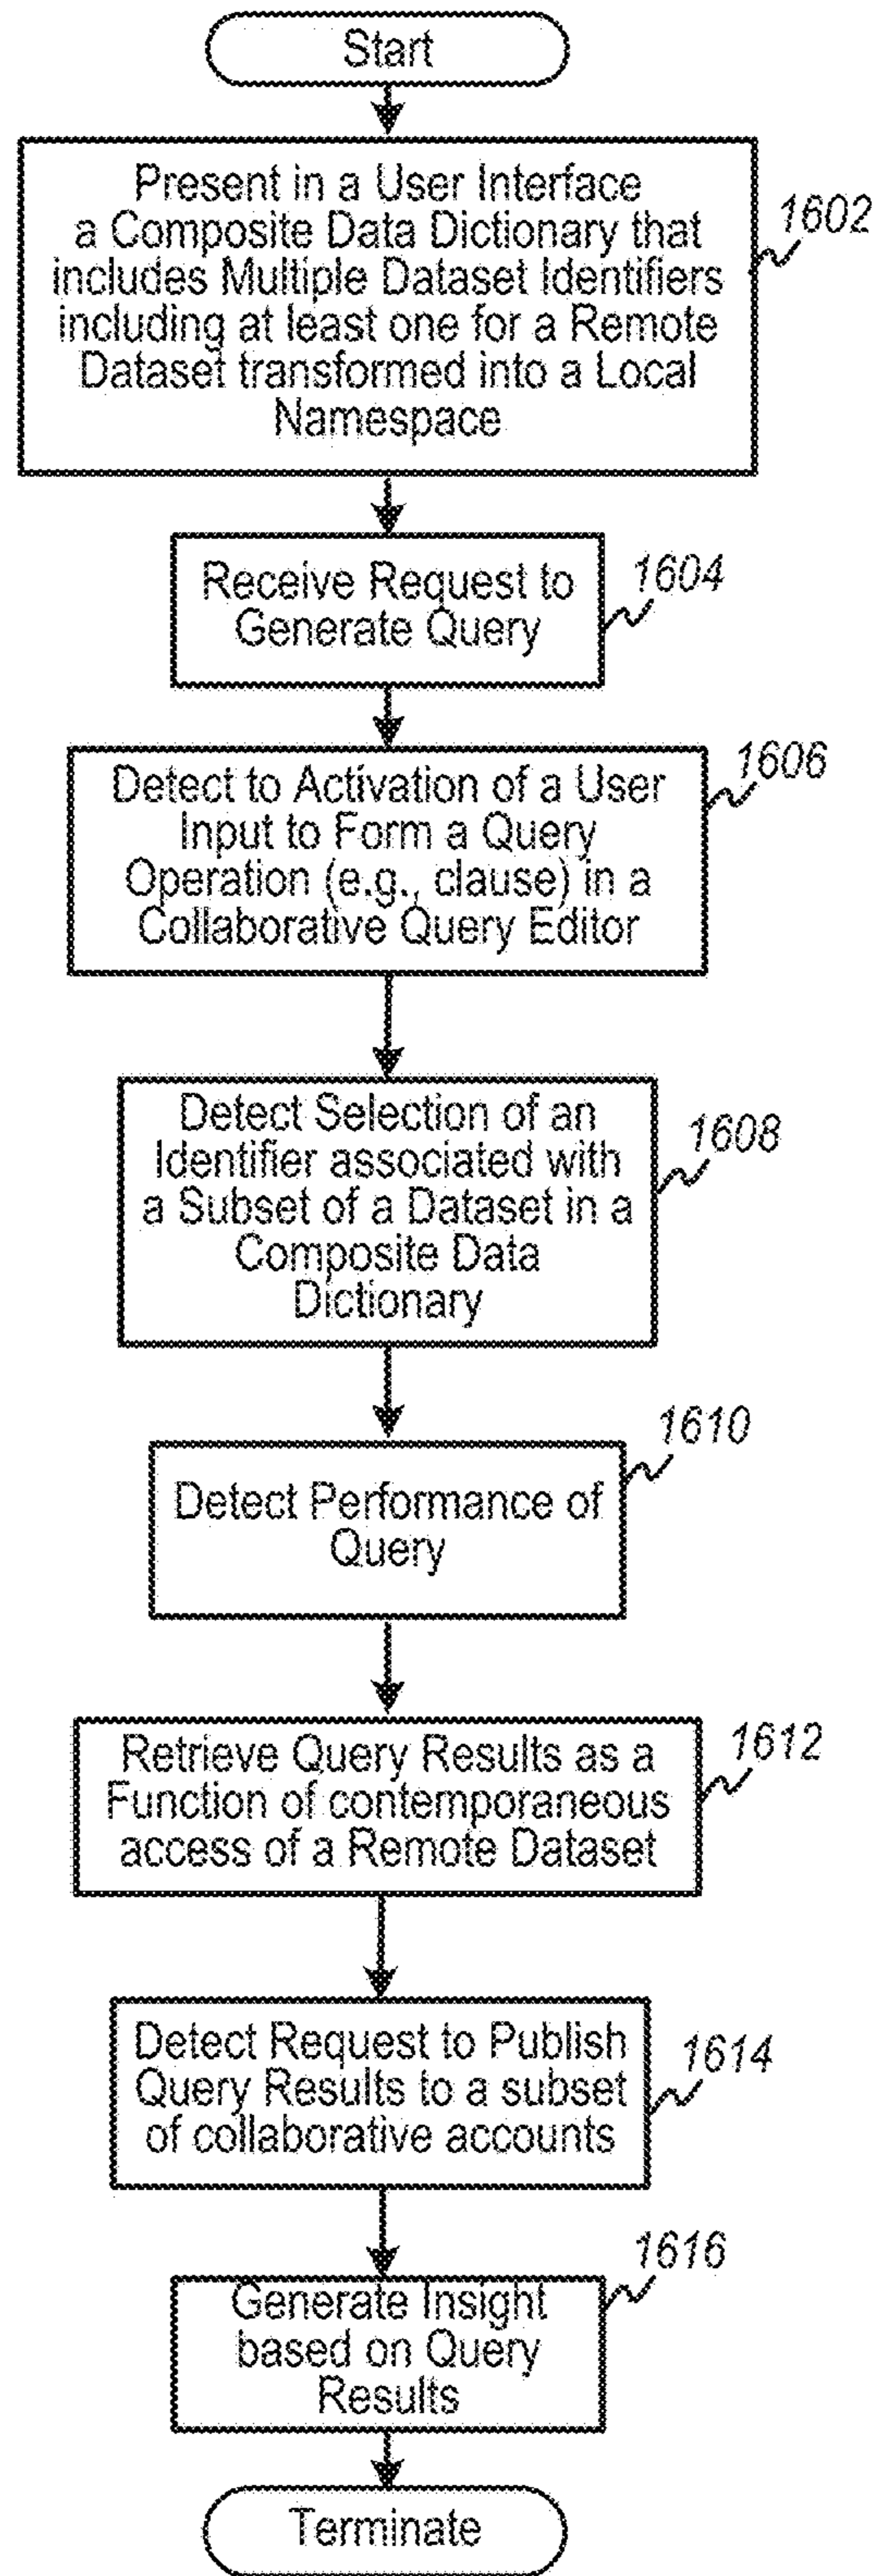 Start
Present in a User Interface
a Composite Data Dictionary that
includes Multiple Dataset Identifiers
including at least one for a Remote
Dataset transformed into a Local
Namespace
1602
Receive Request to
Generate Query
1604
Detect to Activation of a User
Input to Form a Query
Operation (e.g., clause) in a
Collaborative Query Editor
1606
Detect Selection of an
Identifier associated with
a Subset of a Dataset in a
Composite Data
Dictionary
1608
Detect Performance of
Query
1610
Retrieve Query Results as a
Function of contemporaneous
access of a Remote Dataset
1612
Detect Request to Publish
Query Results to a subset
of collaborative accounts
1614
Generate Insight
based on Query
Results
1616
Terminate